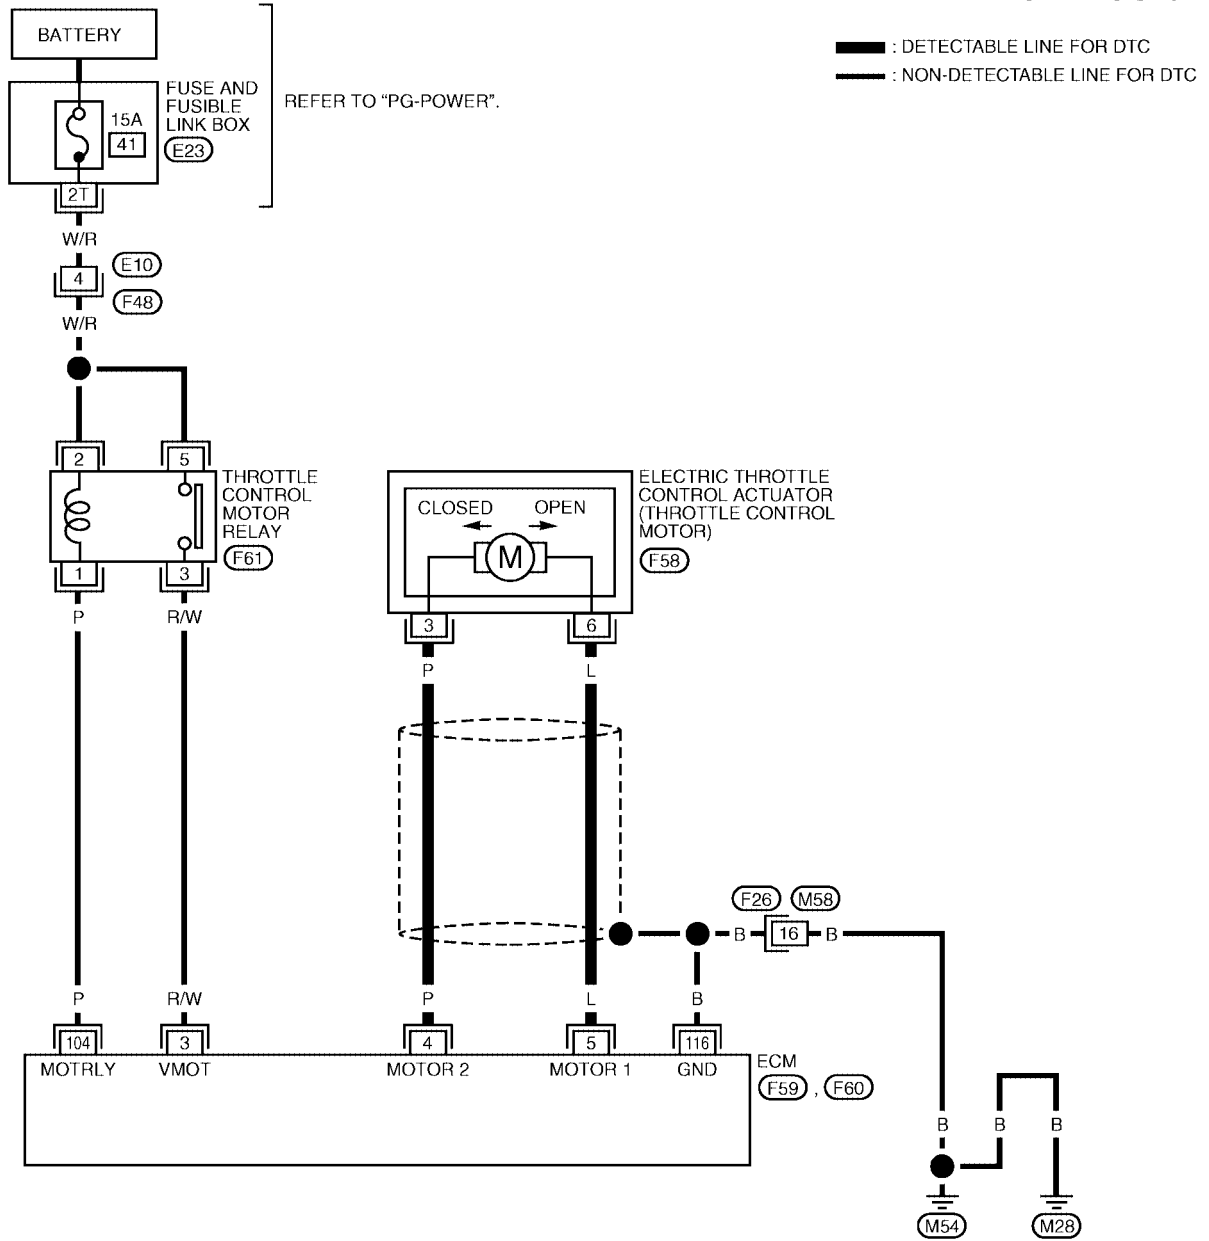 BATTERY
: DETECTABLE LINE FOR DTC
: NON-DETECTABLE LINE FOR DTC
FUSE AND
FUSIBLE
LINK BOX
E23
15A
41
REFER TO “PG-POWER”.
2T
W/R
4
E10
F48
W/R
2
5
THROTTLE
CONTROL
MOTOR
RELAY
F61
1
3
P
R/W
CLOSED
OPEN
M
ELECTRIC THROTTLE
CONTROL ACTUATOR
(THROTTLE CONTROL
MOTOR)
F58
3
6
P
L
F26
M58
B
16
B
P
R/W
P
L
B
104
3
4
5
116
MOTRLY
VMOT
MOTOR 2
MOTOR 1
GND
ECM
F59 , F60
B
B
B
M54
M28